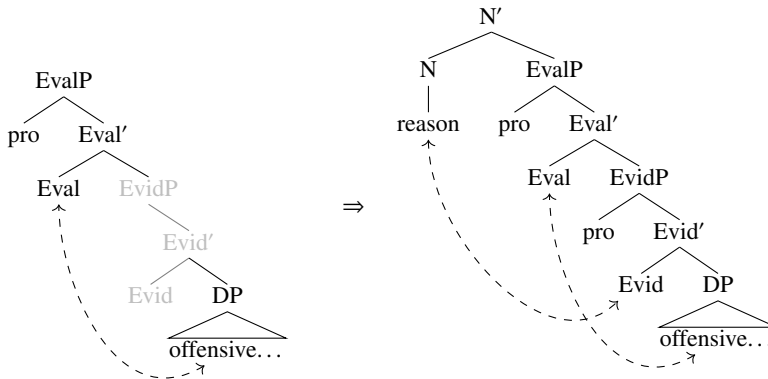 EvalP
pro Eval′
Eval EvidP
Evid′
Evid DP
offensive…
⇒
N′
N EvalP
reason pro Eval′
Eval EvidP
pro Evid′
Evid DP
offensive…